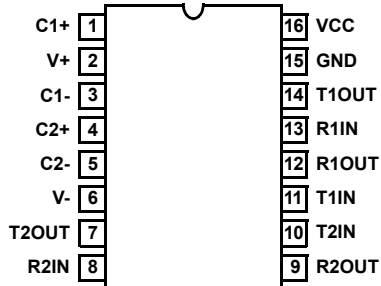 C1+ 1 16 VCC
V+ 2 15 GND
C1- 3 14 T1OUT
C2+ 4 13 R1IN
C2- 5 12 R1OUT
V- 6 11 T1IN
T2OUT 7 10 T2IN
R2IN 8 9 R2OUT